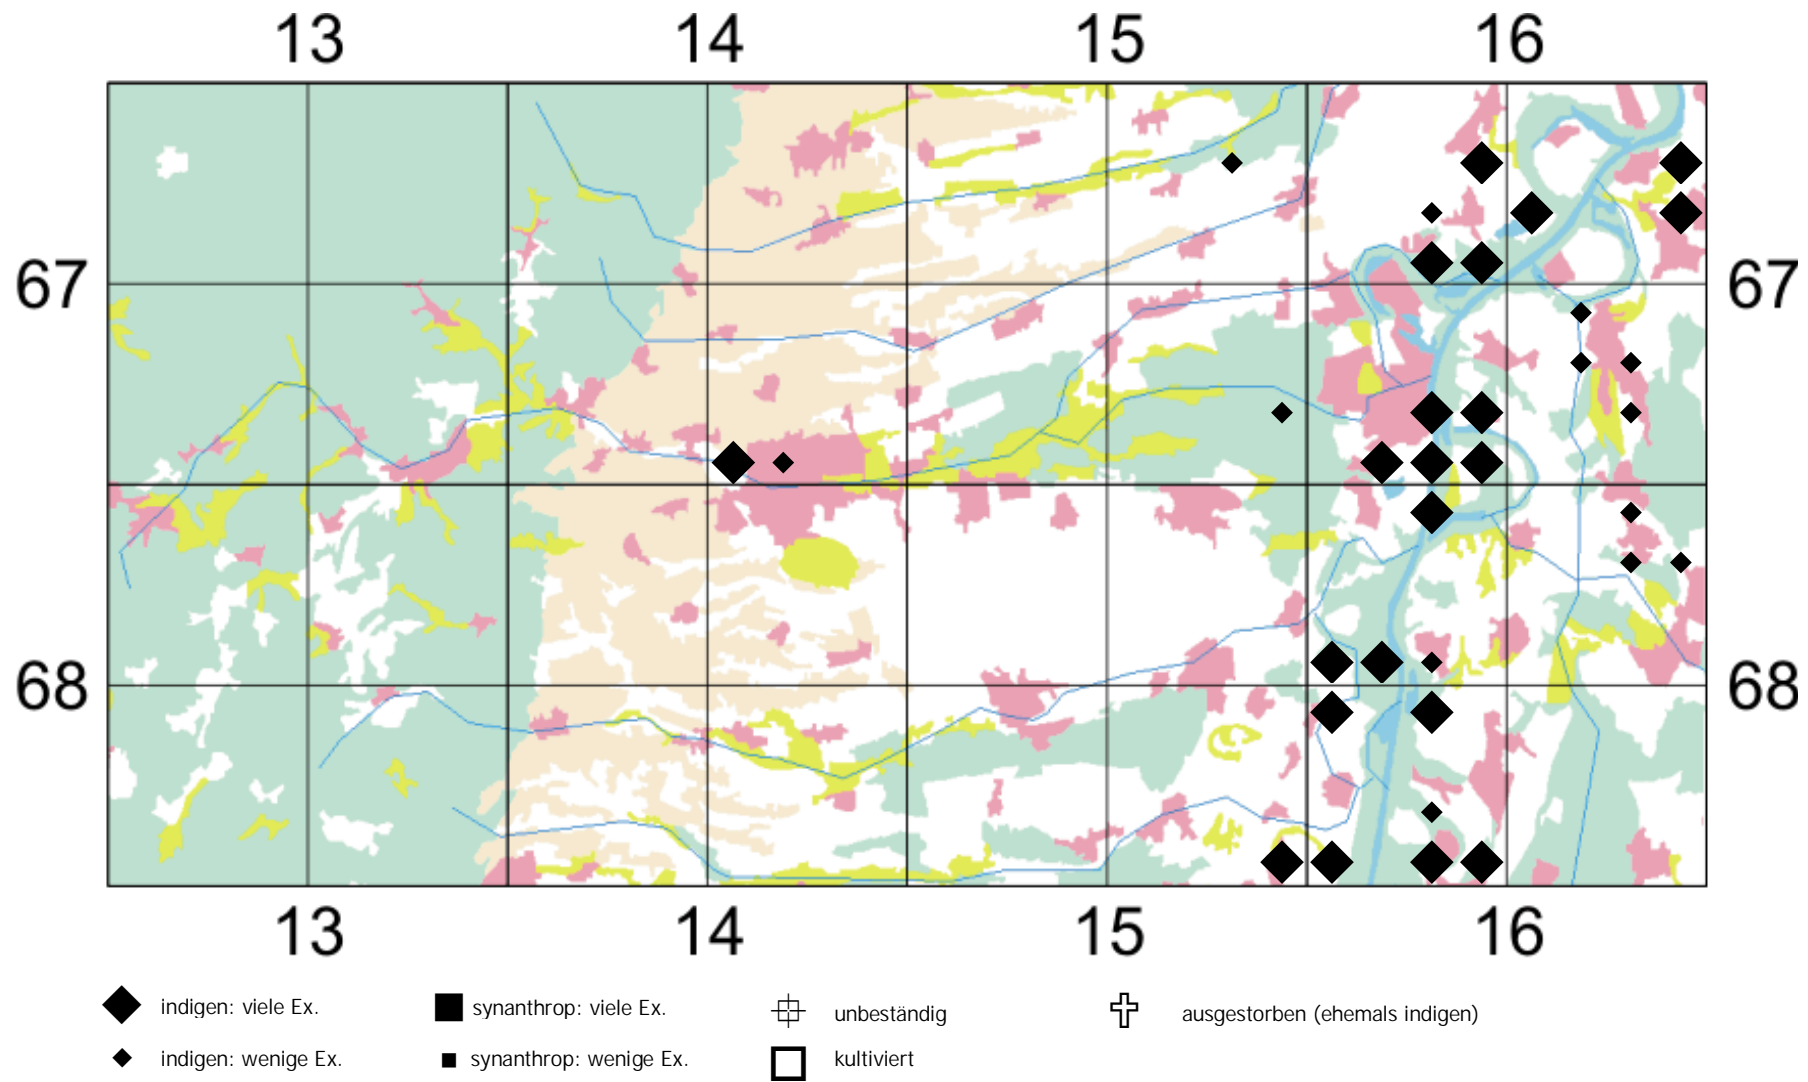 13 14 15 16
67 67
68 68
13 14 15 16
indigen: viele Ex. synanthrop: viele Ex. unbeständig ausgestorben (ehemals indigen)
indigen: wenige Ex. synanthrop: wenige Ex. kultiviert